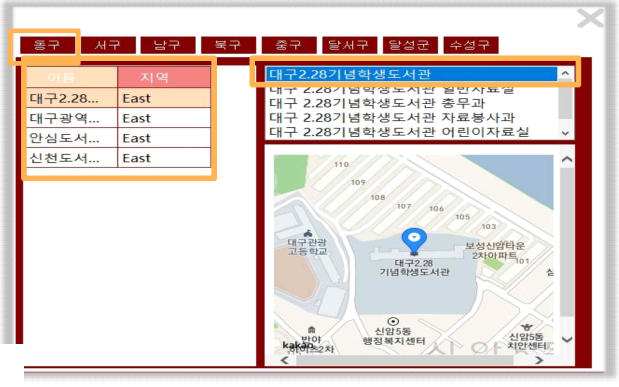 동구 서구 남구 북구 중구 달서구 달성군 수성구
이름 지역
대구2.28... East
대구광역... East
안심도서... East
신천도서... East
대구2.28기념학생도서관
대구 2.28기념학생도서관 일반자료실
대구 2.28기념학생도서관 총무과
대구 2.28기념학생도서관 자료봉사과
대구 2.28기념학생도서관 어린이자료실
110
109
108
107
106
105
103
대구관광
고등학교
보성신암타운
2차아파트
101
대구2.28
기념학생도서관
신암5동
행정복지센터
신암5동
치안센터
반야
하이츠2차
kakao
신암